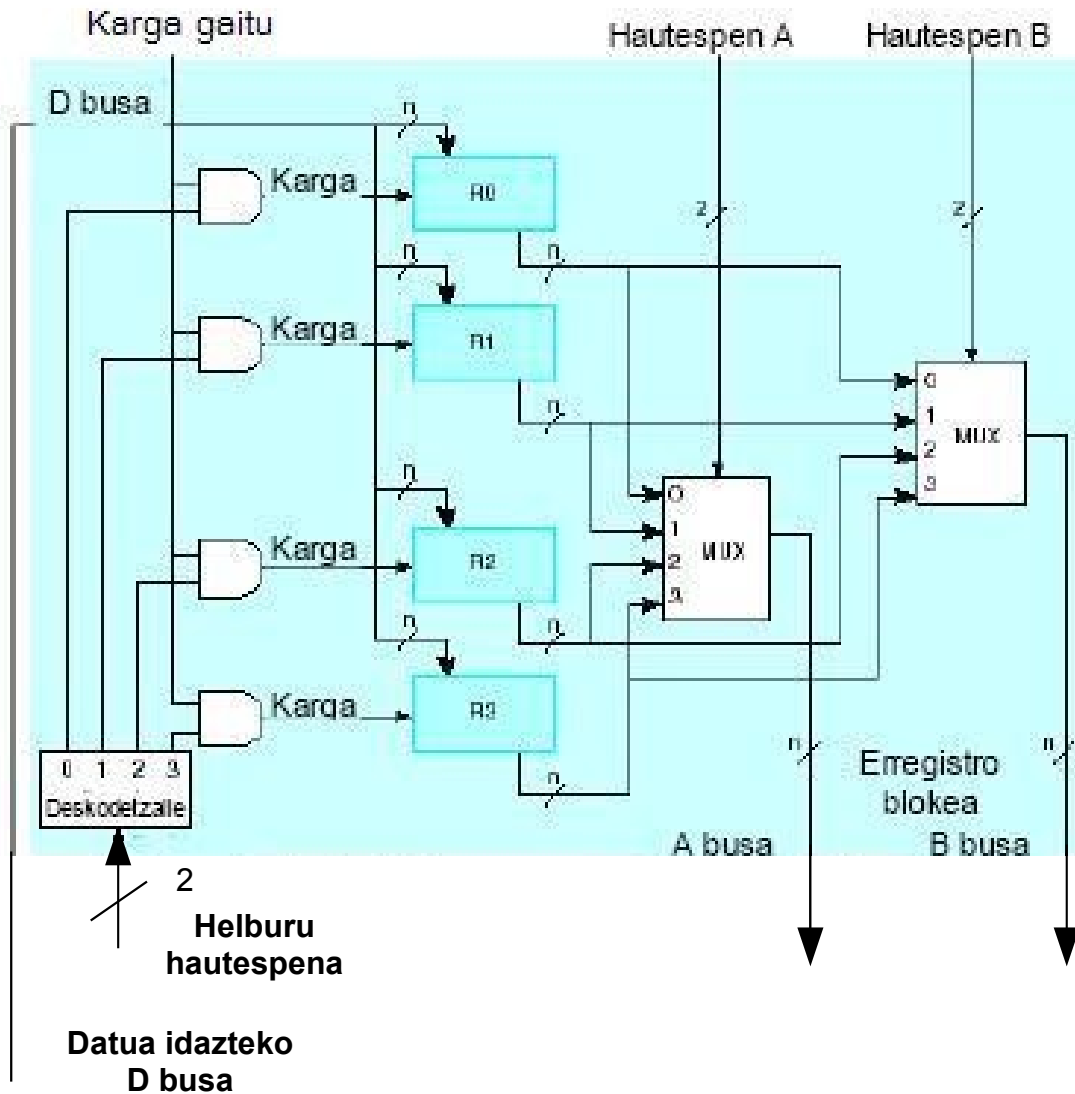 Karga gaitu
Hautespen A
Hautespen B
D busa
n
Karga
R0
2
2
n
n
Karga
R1
n
0
1
2
3
MUX
n
Karga
R2
n
0
1
2
3
MUX
n
Karga
R3
n
n
n
0 1 2 3
Deskodetzaile
Erregistro
blokea
A busa
B busa
2
Helburu
hautespena
Datua idazteko
D busa